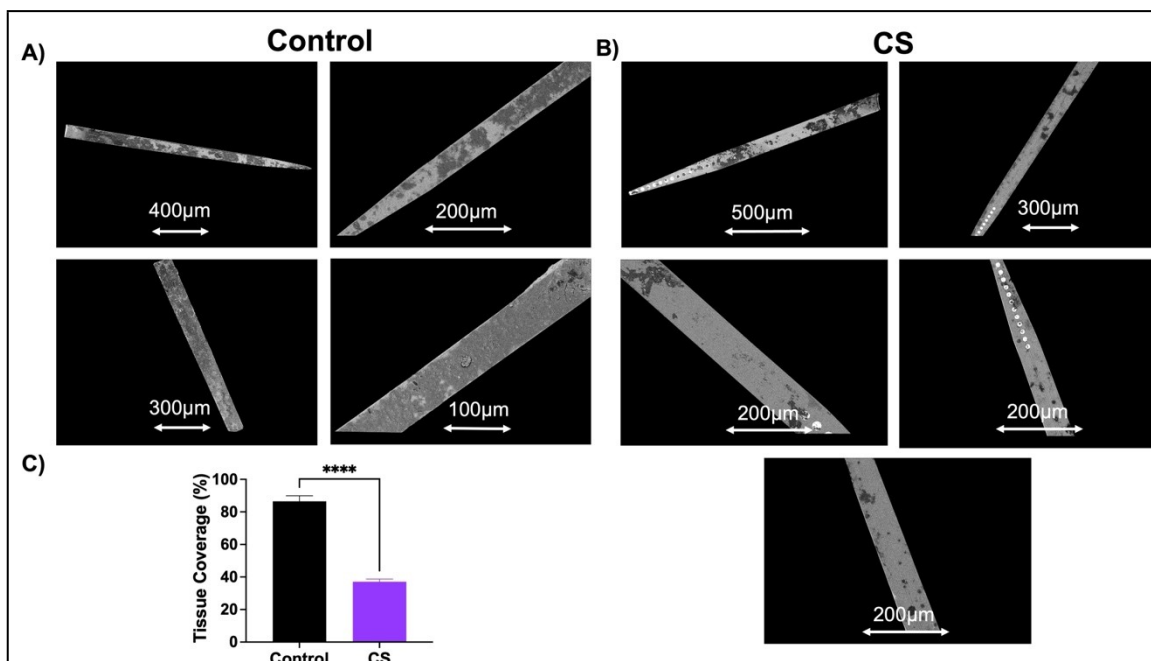 A)
Control
400µm
200µm
300µm
100µm
B)
CS
500µm
300µm
200µm
200µm
200µm
C)
****
Tissue Coverage (%)
100
80
60
40
20
0
Control
CS